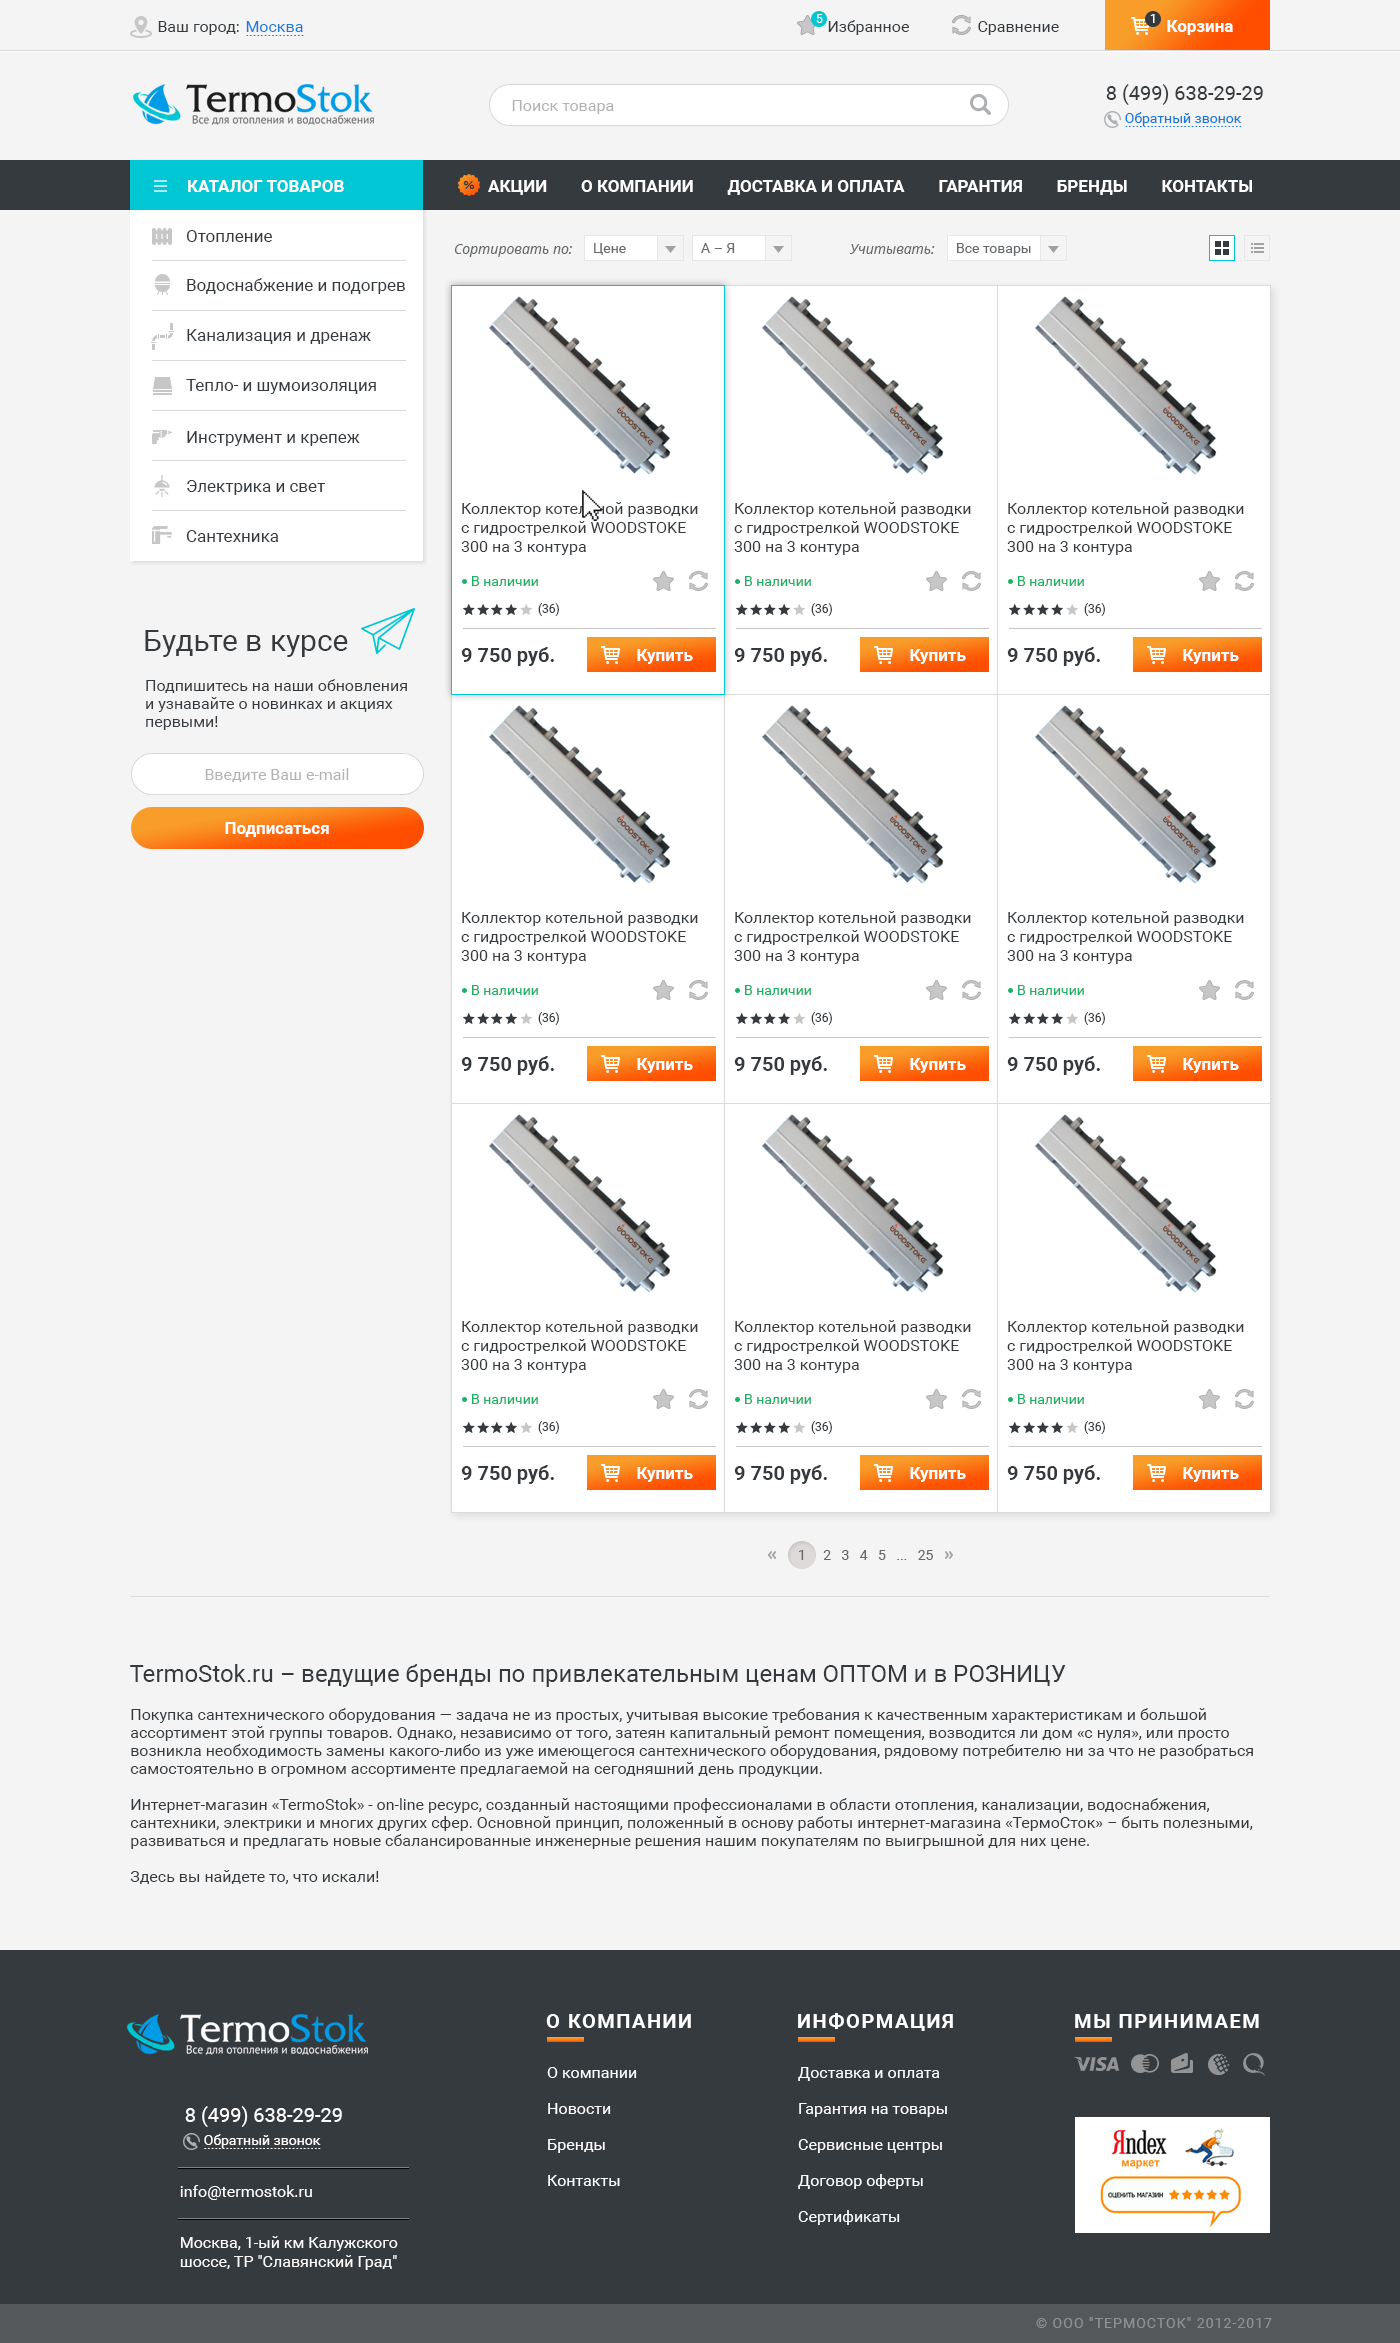 Ваш город: Москва
5
Избранное
Сравнение
1
Корзина
TermoStok
Все для отопления и водоснабжения
Поиск товара
8 (499) 638-29-29
Обратный звонок
КАТАЛОГ ТОВАРОВ
% АКЦИИ
О КОМПАНИИ
ДОСТАВКА И ОПЛАТА
ГАРАНТИЯ
БРЕНДЫ
КОНТАКТЫ
Отопление
Водоснабжение и подогрев
Канализация и дренаж
Тепло- и шумоизоляция
Инструмент и крепеж
Электрика и свет
Сантехника
Будьте в курсе
Подпишитесь на наши обновления
и узнавайте о новинках и акциях
первыми!
Введите Ваш e-mail
Подписаться
Сортировать по: Цене А – Я
Учитывать: Все товары
WOODSTOKE
Коллектор котельной разводки
с гидрострелкой WOODSTOKE
300 на 3 контура
• В наличии
(36)
9 750 руб.
Купить
WOODSTOKE
Коллектор котельной разводки
с гидрострелкой WOODSTOKE
300 на 3 контура
• В наличии
(36)
9 750 руб.
Купить
WOODSTOKE
Коллектор котельной разводки
с гидрострелкой WOODSTOKE
300 на 3 контура
• В наличии
(36)
9 750 руб.
Купить
WOODSTOKE
Коллектор котельной разводки
с гидрострелкой WOODSTOKE
300 на 3 контура
• В наличии
(36)
9 750 руб.
Купить
WOODSTOKE
Коллектор котельной разводки
с гидрострелкой WOODSTOKE
300 на 3 контура
• В наличии
(36)
9 750 руб.
Купить
WOODSTOKE
Коллектор котельной разводки
с гидрострелкой WOODSTOKE
300 на 3 контура
• В наличии
(36)
9 750 руб.
Купить
WOODSTOKE
Коллектор котельной разводки
с гидрострелкой WOODSTOKE
300 на 3 контура
• В наличии
(36)
9 750 руб.
Купить
WOODSTOKE
Коллектор котельной разводки
с гидрострелкой WOODSTOKE
300 на 3 контура
• В наличии
(36)
9 750 руб.
Купить
WOODSTOKE
Коллектор котельной разводки
с гидрострелкой WOODSTOKE
300 на 3 контура
• В наличии
(36)
9 750 руб.
Купить
« 1 2 3 4 5 ... 25 »
TermoStok.ru – ведущие бренды по привлекательным ценам ОПТОМ и в РОЗНИЦУ
Покупка сантехнического оборудования — задача не из простых, учитывая высокие требования к качественным характеристикам и большой
ассортимент этой группы товаров. Однако, независимо от того, затеян капитальный ремонт помещения, возводится ли дом «с нуля», или просто
возникла необходимость замены какого-либо из уже имеющегося сантехнического оборудования, рядовому потребителю ни за что не разобраться
самостоятельно в огромном ассортименте предлагаемой на сегодняшний день продукции.
Интернет-магазин «TermoStok» - on-line ресурс, созданный настоящими профессионалами в области отопления, канализации, водоснабжения,
сантехники, электрики и многих других сфер. Основной принцип, положенный в основу работы интернет-магазина «ТермоСток» – быть полезными,
развиваться и предлагать новые сбалансированные инженерные решения нашим покупателям по выигрышной для них цене.
Здесь вы найдете то, что искали!
TermoStok
Все для отопления и водоснабжения
8 (499) 638-29-29
Обратный звонок
info@termostok.ru
Москва, 1-ый км Калужского
шоссе, ТР "Славянский Град"
О КОМПАНИИ
О компании
Новости
Бренды
Контакты
ИНФОРМАЦИЯ
Доставка и оплата
Гарантия на товары
Сервисные центры
Договор оферты
Сертификаты
МЫ ПРИНИМАЕМ
VISA
Яndex
маркет
ОЦЕНИТЬ МАГАЗИН
© ООО "ТЕРМОСТОК" 2012-2017